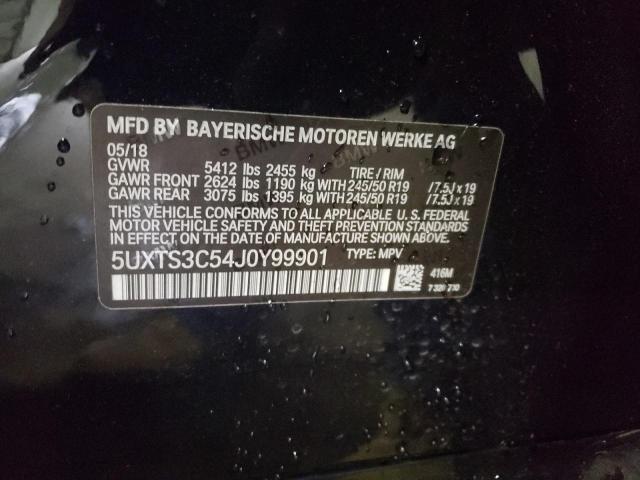 MFD BY BAYERISCHE MOTOREN WERKE AG
05/18
GVWR 5412 lbs 2455 kg TIRE / RIM
GAWR FRONT 2624 lbs 1190 kg WITH 245/50 R19 /7.5J x 19
GAWR REAR 3075 lbs 1395 kg WITH 245/50 R19 /7.5J x 19
THIS VEHICLE CONFORMS TO ALL APPLICABLE U. S. FEDERAL
MOTOR VEHICLE SAFETY AND THEFT PREVENTION STANDARDS
IN EFFECT ON THE DATE OF MANUFACTURE SHOWN ABOVE.
5UXTS3C54J0Y99901 TYPE: MPV
416M